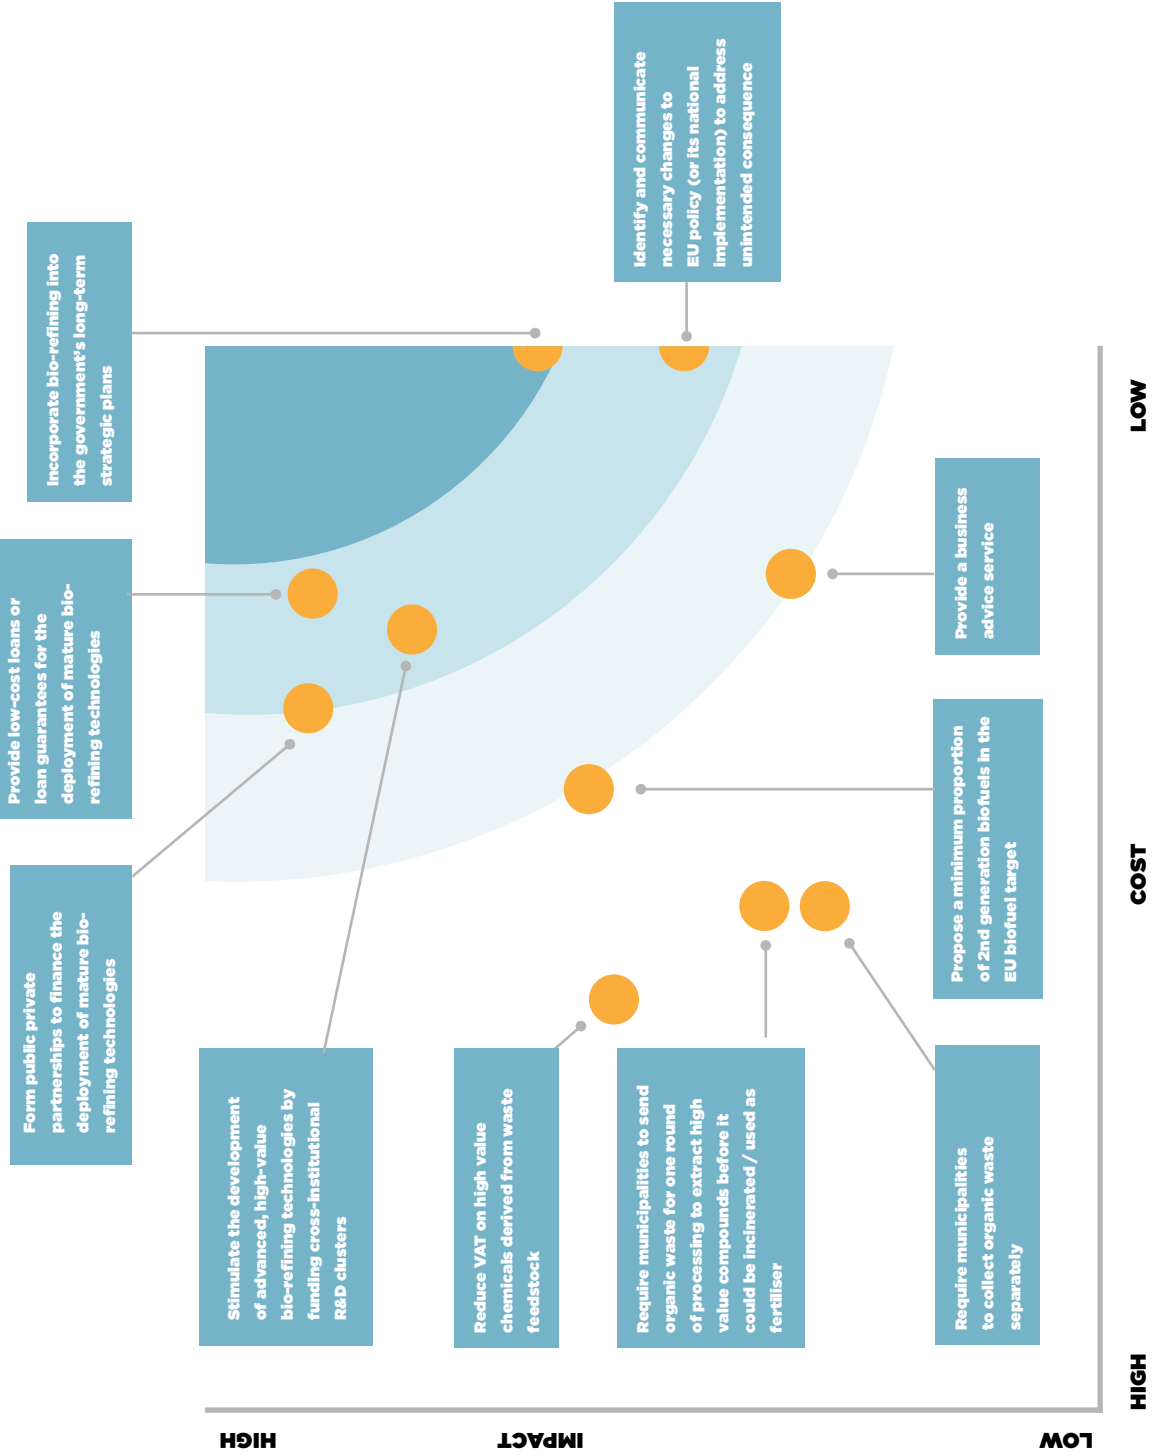 Form public private
partnerships to finance the
deployment of mature bio-
refining technologies
Provide low-cost loans or
loan guarantees for the
deployment of mature bio-
refining technologies
Incorporate bio-refining into
the government's long-term
strategic plans
Identify and communicate
necessary changes to
EU policy (or its national
implementation) to address
unintended consequence
Stimulate the development
of advanced, high-value
bio-refining technologies by
funding cross-institutional
R&D clusters
Reduce VAT on high value
chemicals derived from waste
feedstock
Require municipalities to send
organic waste for one round
of processing to extract high
value compounds before it
could be incinerated / used as
fertiliser
Require municipalities
to collect organic waste
separately
Propose a minimum proportion
of 2nd generation biofuels in the
EU biofuel target
Provide a business
advice service
HIGH
IMPACT
LOW
HIGH
COST
LOW